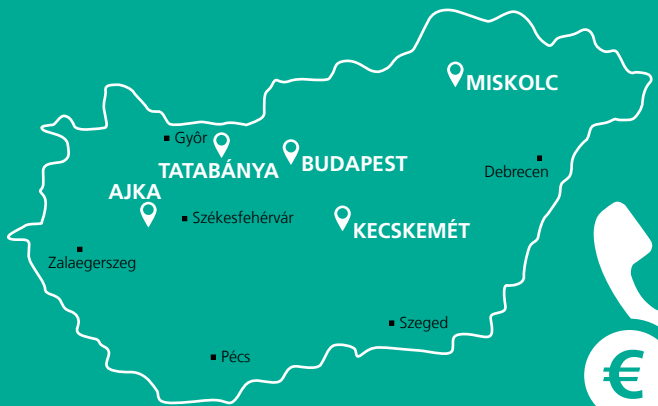 MISKOLC
Győr
TATABÁNYA
BUDAPEST
Debrecen
AJKA
Székesfehérvár
KECSKEMÉT
Zalaegerszeg
Szeged
Pécs
€